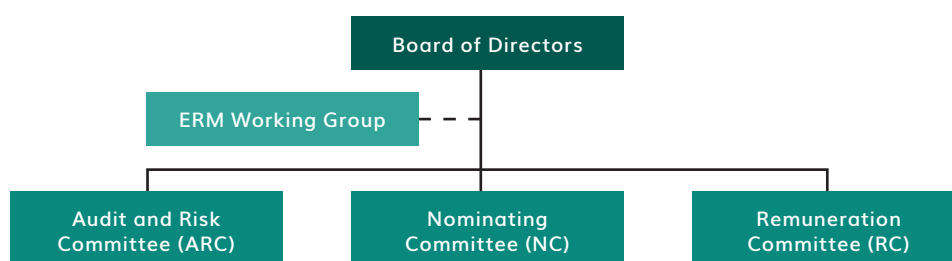 Board of Directors
ERM Working Group
Audit and Risk
Committee (ARC)
Nominating
Committee (NC)
Remuneration
Committee (RC)